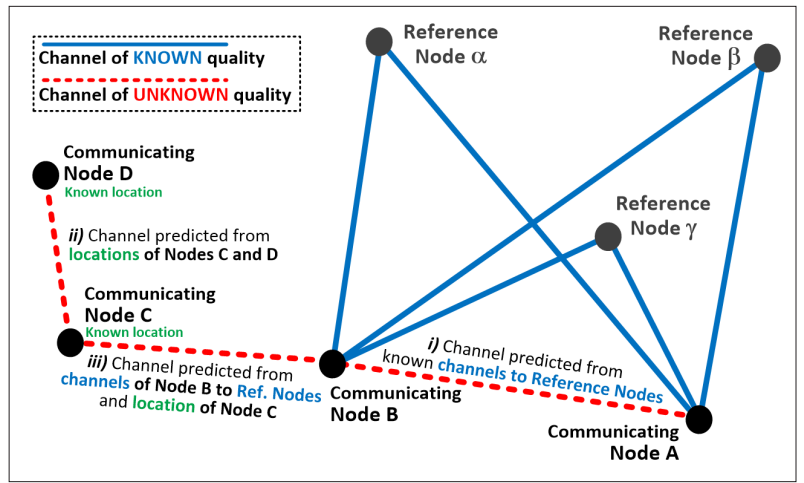 Channel of KNOWN quality
Channel of UNKNOWN quality
Reference
Node α
Reference
Node β
Communicating
Node D
Known location
Reference
Node γ
ii) Channel predicted from
locations of Nodes C and D
Communicating
Node C
Known location
iii) Channel predicted from
channels of Node B to Ref. Nodes
and location of Node C
i) Channel predicted from
known channels to Reference Nodes
Communicating
Node B
Communicating
Node A